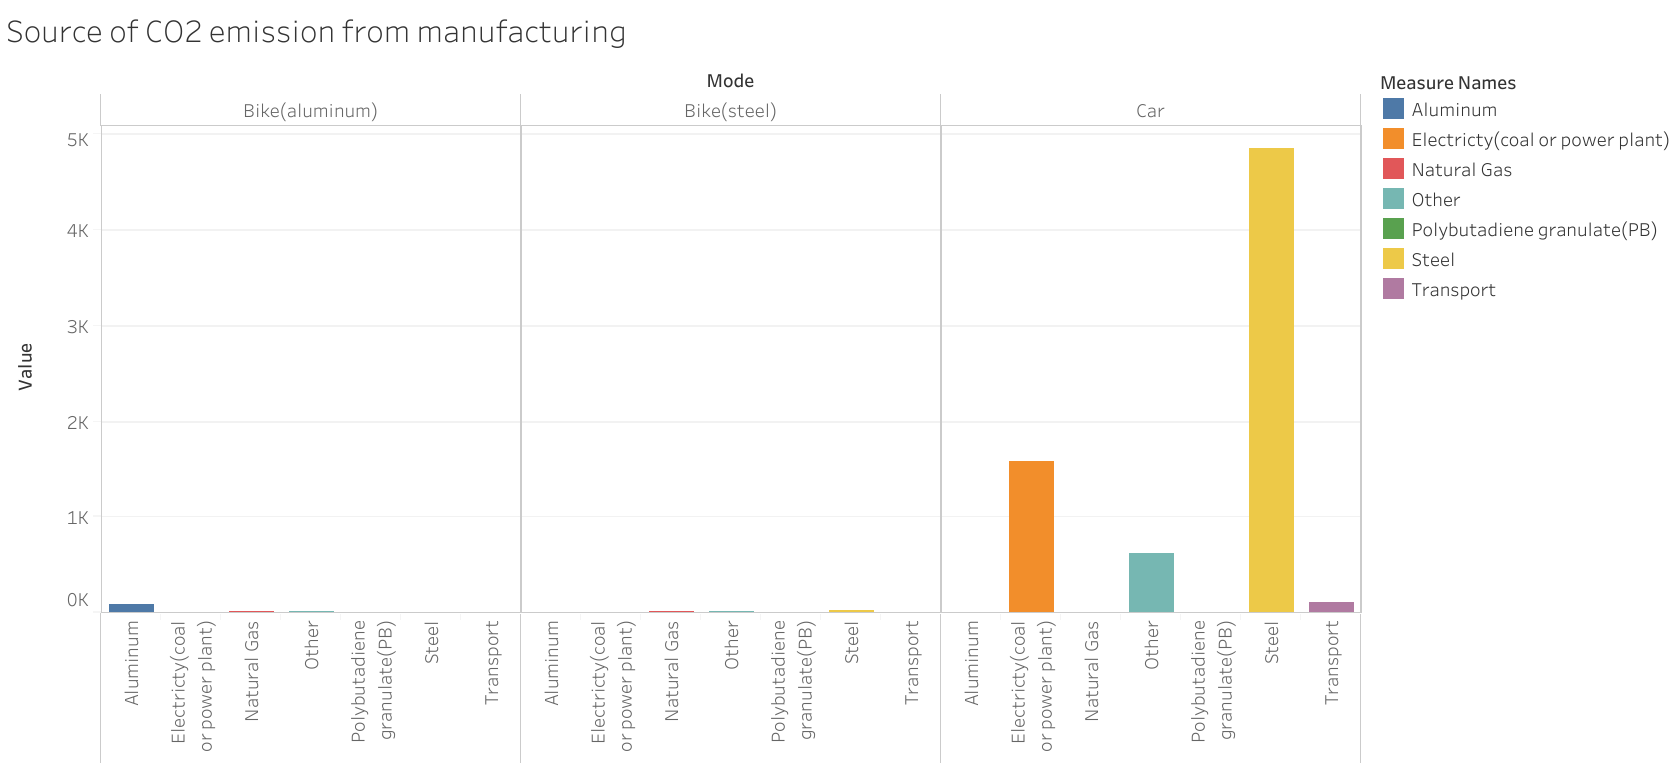 Source of CO2 emission from manufacturing
Mode
Bike(aluminum)
Bike(steel)
Car
Value
5K
4K
3K
2K
1K
0K
Aluminum
Electricty(coal
or power plant)
Natural Gas
Other
Polybutadiene
granulate(PB)
Steel
Transport
Aluminum
Electricty(coal
or power plant)
Natural Gas
Other
Polybutadiene
granulate(PB)
Steel
Transport
Aluminum
Electricty(coal
or power plant)
Natural Gas
Other
Polybutadiene
granulate(PB)
Steel
Transport
Measure Names
Aluminum
Electricty(coal or power plant)
Natural Gas
Other
Polybutadiene granulate(PB)
Steel
Transport